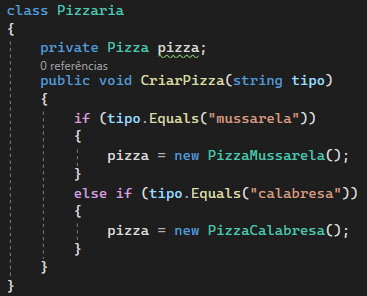 class Pizzaria
{
private Pizza pizza;
0 referências
public void CriarPizza(string tipo)
{
if (tipo.Equals("mussarela"))
{
pizza = new PizzaMussarela();
}
else if (tipo.Equals("calabresa"))
{
pizza = new PizzaCalabresa();
}
}
}